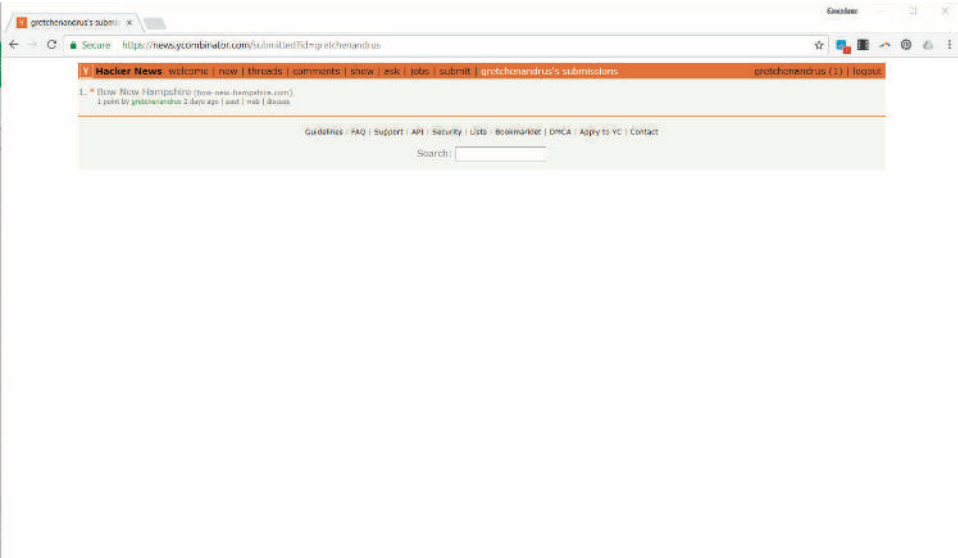 gretchenandrus's submi
Secure https://news.ycombinator.com/submitted?id=gretchenandrus
Y Hacker News welcome | new | threads | comments | show | ask | jobs | submit | gretchenandrus's submissions gretchenandrus (1) | logout
1. * Bow New Hampshire (bow-new-hampshire.com)
1 point by gretchenandrus 2 days ago | past | web | discuss
Guidelines | FAQ | Support | API | Security | Lists | Bookmarklet | DMCA | Apply to YC | Contact
Search: